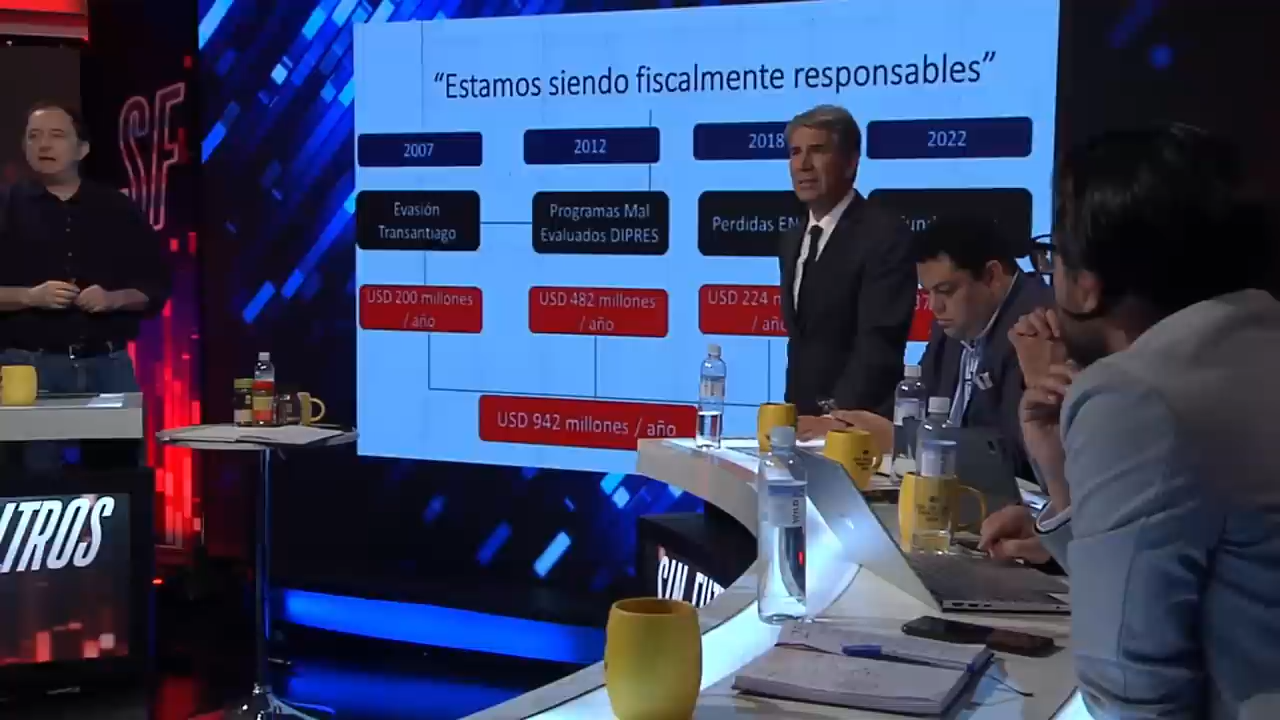 SF
“Estamos siendo fiscalmente responsables”
2007
2012
2018
2022
Evasión
Transantiago
Programas Mal
Evaluados DIPRES
Perdidas EN
USD 200 millones
/ año
USD 482 millones
/ año
USD 224
/ año
USD 942 millones / año
SIN